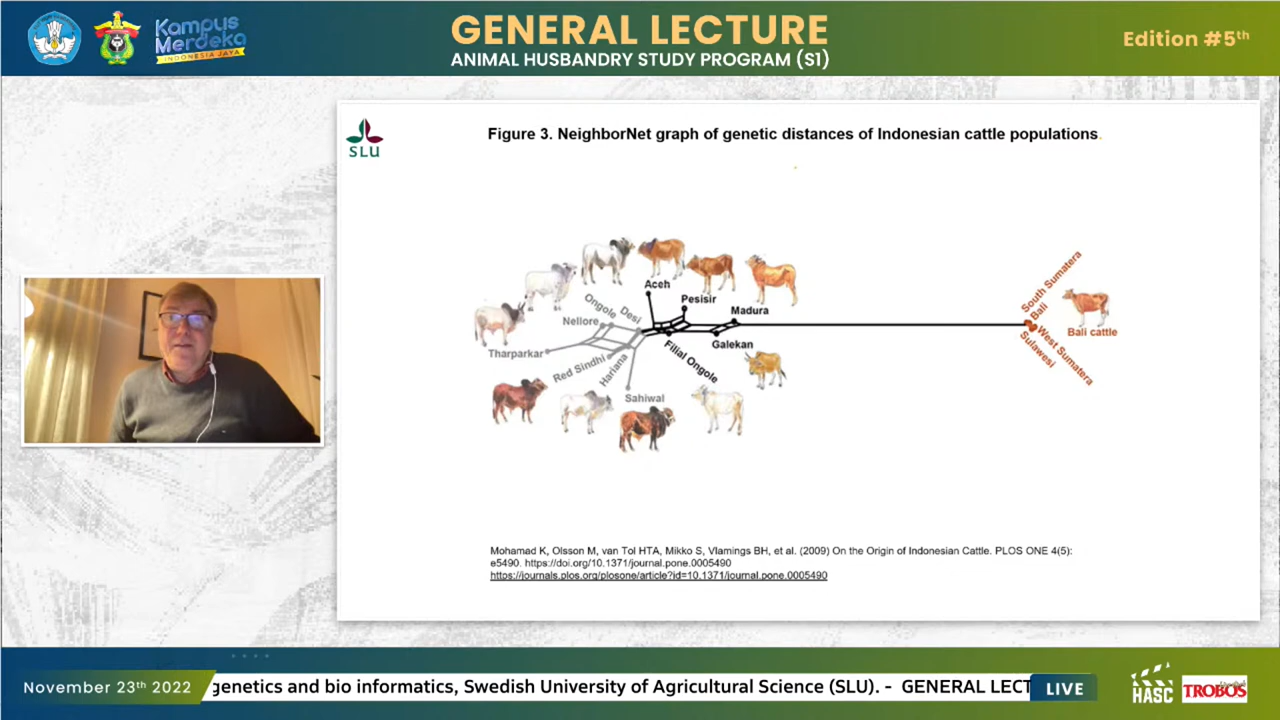 Kampus
Merdeka
INDONESIA JAYA
GENERAL LECTURE
ANIMAL HUSBANDRY STUDY PROGRAM (S1)
Edition #5th
SLU
Figure 3. NeighborNet graph of genetic distances of Indonesian cattle populations.
Aceh
Pesisir
Madura
Ongole
Desi
Nellore
Tharparkar
Red Sindhi
Hariana
Sahiwal
Filial Ongole
Galekan
South Sumatera
Bali
Bali cattle
West Sumatera
Sulawesi
Mohamad K, Olsson M, van Tol HTA, Mikko S, Vlamings BH, et al. (2009) On the Origin of Indonesian Cattle. PLOS ONE 4(5):
e5490. https://doi.org/10.1371/journal.pone.0005490
https://journals.plos.org/plosone/article?id=10.1371/journal.pone.0005490
November 23th 2022
genetics and bio informatics, Swedish University of Agricultural Science (SLU). - GENERAL LECT
LIVE
HASC
TROBOS